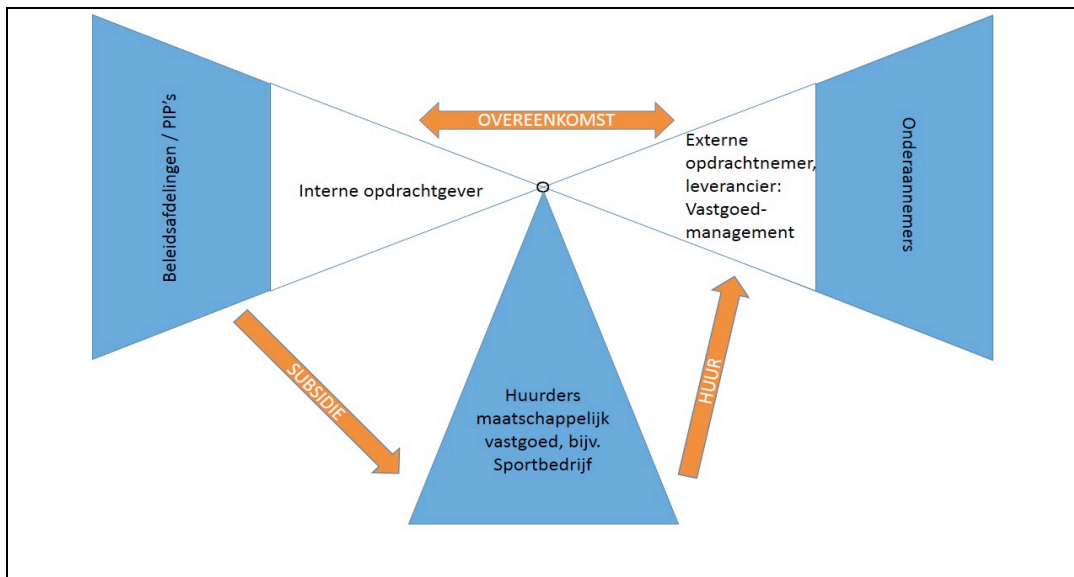 Beleidsafdelingen / PIP's
Interne opdrachtgever
OVEREENKOMST
Externe
opdrachtnemer,
leverancier:
Vastgoed-
management
Onderaannemers
SUBSIDIE
Huurders
maatschappelijk
vastgoed, bijv.
Sportbedrijf
HUUR